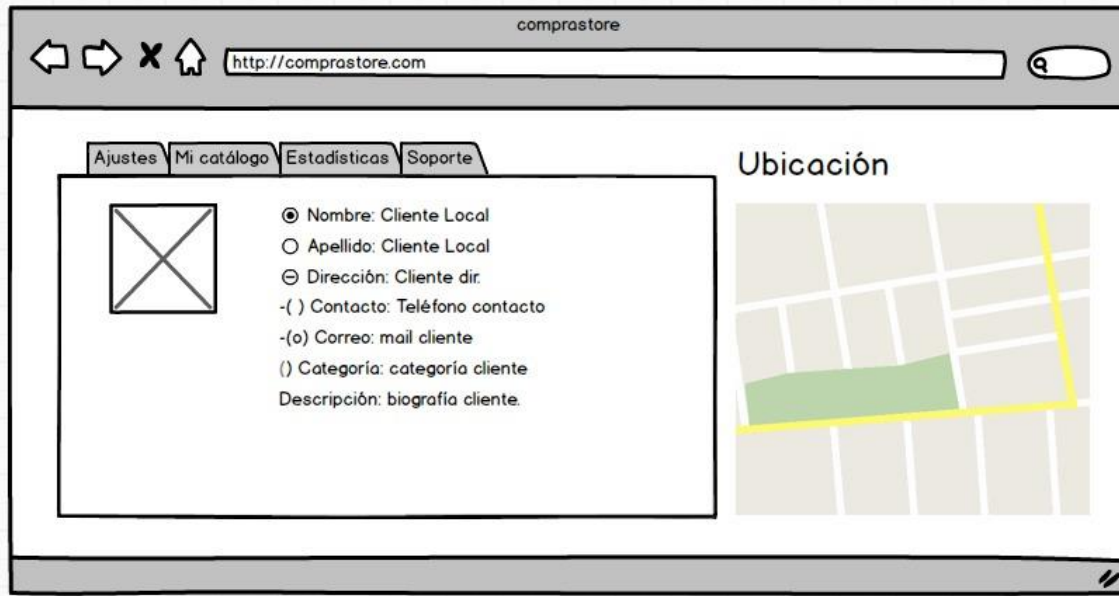 comprastore
http://comprastore.com
Ajustes Mi catálogo Estadísticas Soporte
Ubicación
Nombre: Cliente Local
Apellido: Cliente Local
Dirección: Cliente dir.
-( ) Contacto: Teléfono contacto
-(o) Correo: mail cliente
() Categoría: categoría cliente
Descripción: biografía cliente.